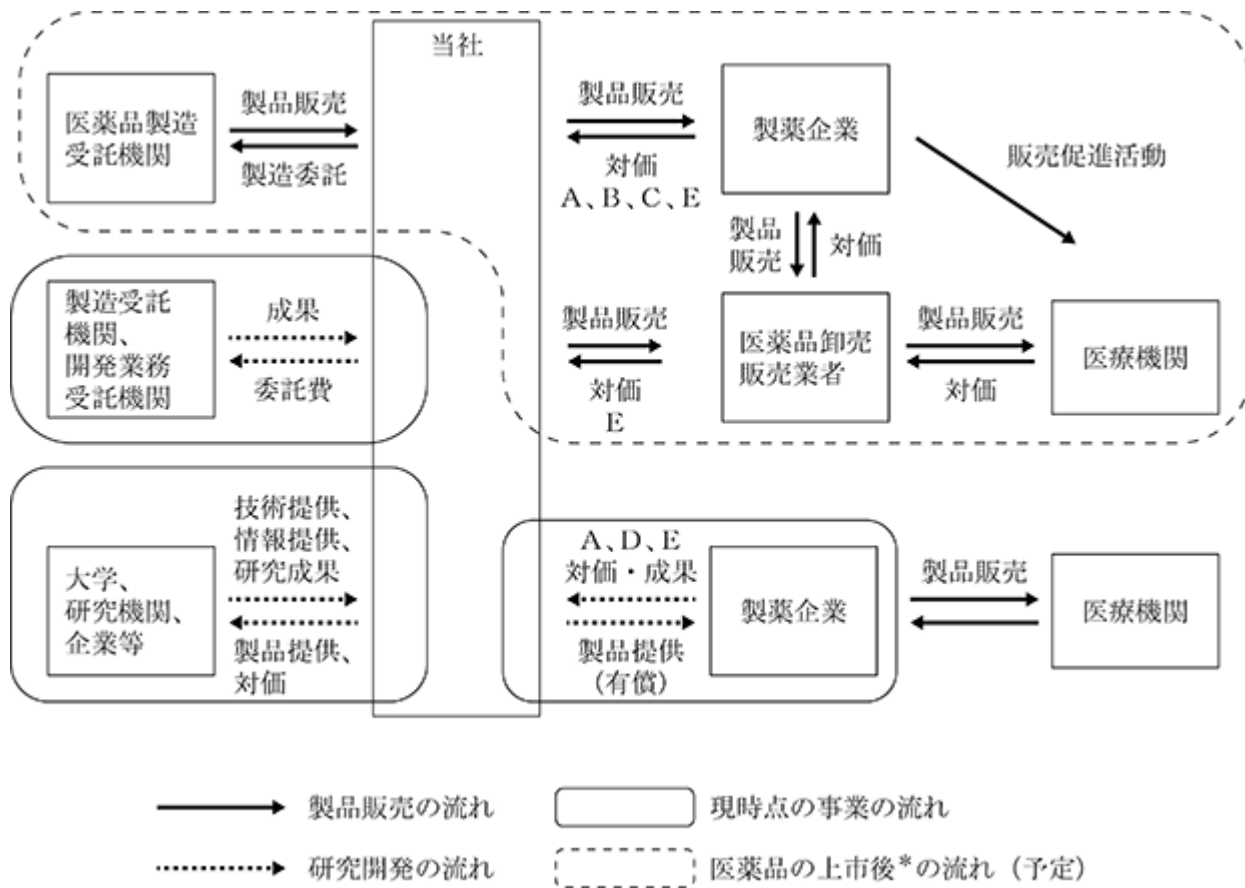 当社
医薬品製造
受託機関
製品販売
製造委託
製品販売
対価
A、B、C、E
製薬企業
販売促進活動
製品
販売
対価
製造受託
機関、
開発業務
受託機関
成果
委託費
製品販売
対価
E
医薬品卸売
販売業者
製品販売
対価
医療機関
大学、
研究機関、
企業等
技術提供、
情報提供、
研究成果
製品提供、
対価
A、D、E
対価・成果
製品提供
(有償)
製薬企業
製品販売
医療機関
製品販売の流れ
現時点の事業の流れ
研究開発の流れ
医薬品の上市後*の流れ(予定)